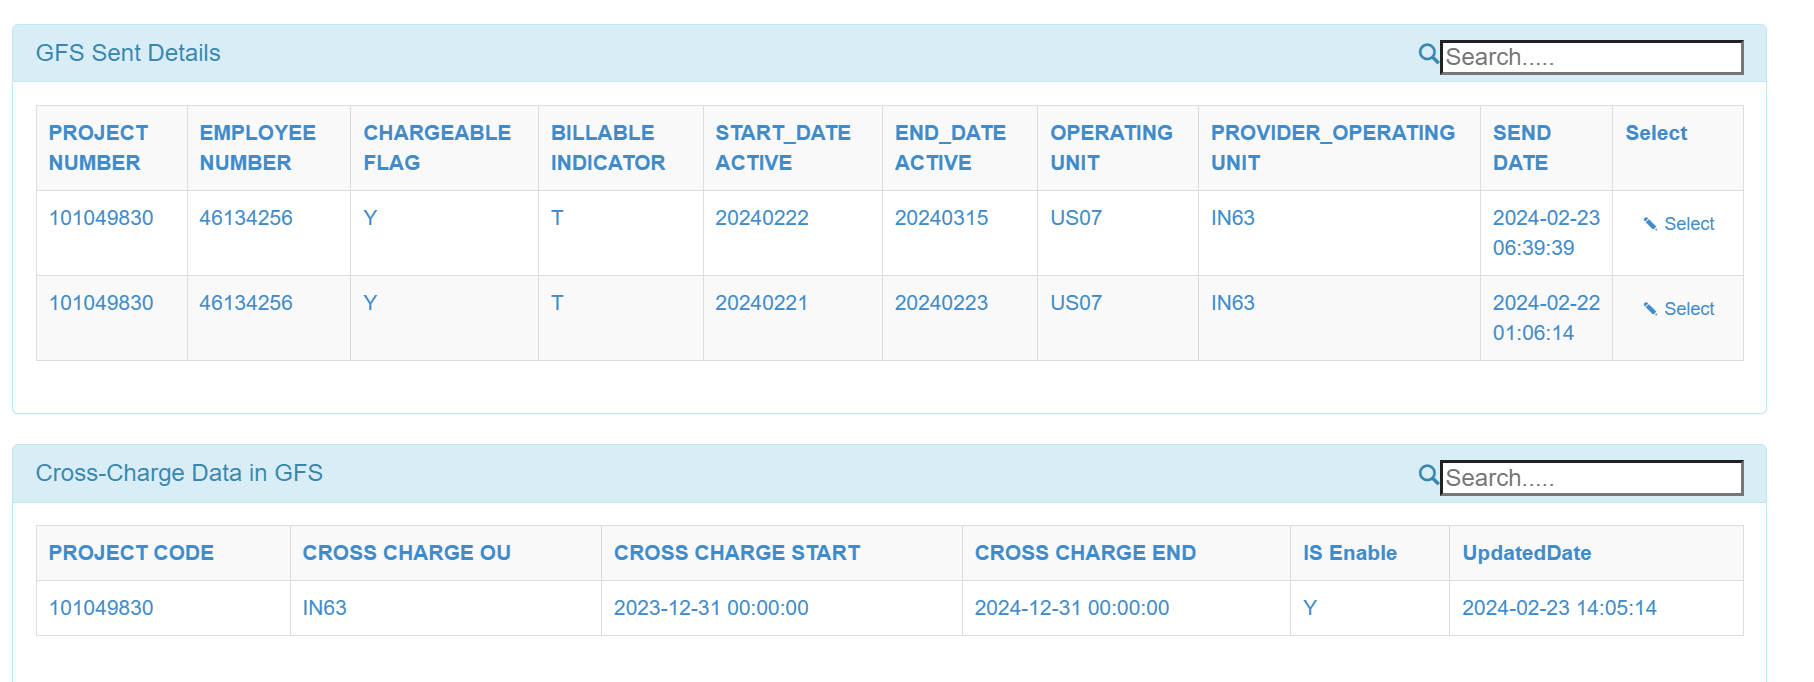 GFS Sent Details
Search.....
PROJECT NUMBER EMPLOYEE NUMBER CHARGEABLE FLAG BILLABLE INDICATOR START_DATE ACTIVE END_DATE ACTIVE OPERATING UNIT PROVIDER_OPERATING UNIT SEND DATE Select
101049830 46134256 Y T 20240222 20240315 US07 IN63 2024-02-23 06:39:39 Select
101049830 46134256 Y T 20240221 20240223 US07 IN63 2024-02-22 01:06:14 Select
Cross-Charge Data in GFS
Search.....
PROJECT CODE CROSS CHARGE OU CROSS CHARGE START CROSS CHARGE END IS Enable UpdatedDate
101049830 IN63 2023-12-31 00:00:00 2024-12-31 00:00:00 Y 2024-02-23 14:05:14